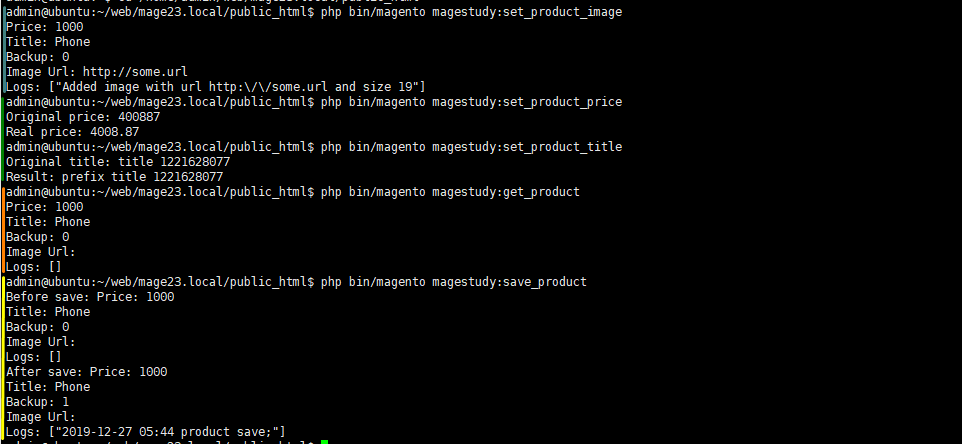 admin@ubuntu:~/web/mage23.local/public_html$ php bin/magento magestudy:set_product_image
Price: 1000
Title: Phone
Backup: 0
Image Url: http://some.url
Logs: ["Added image with url http:\/\/some.url and size 19"]
admin@ubuntu:~/web/mage23.local/public_html$ php bin/magento magestudy:set_product_price
Original price: 400887
Real price: 4008.87
admin@ubuntu:~/web/mage23.local/public_html$ php bin/magento magestudy:set_product_title
Original title: title 1221628077
Result: prefix title 1221628077
admin@ubuntu:~/web/mage23.local/public_html$ php bin/magento magestudy:get_product
Price: 1000
Title: Phone
Backup: 0
Image Url:
Logs: []
admin@ubuntu:~/web/mage23.local/public_html$ php bin/magento magestudy:save_product
Before save: Price: 1000
Title: Phone
Backup: 0
Image Url:
Logs: []
After save: Price: 1000
Title: Phone
Backup: 1
Image Url:
Logs: ["2019-12-27 05:44 product save;"]
admin@ubuntu:~/web/mage23.local/public_html$